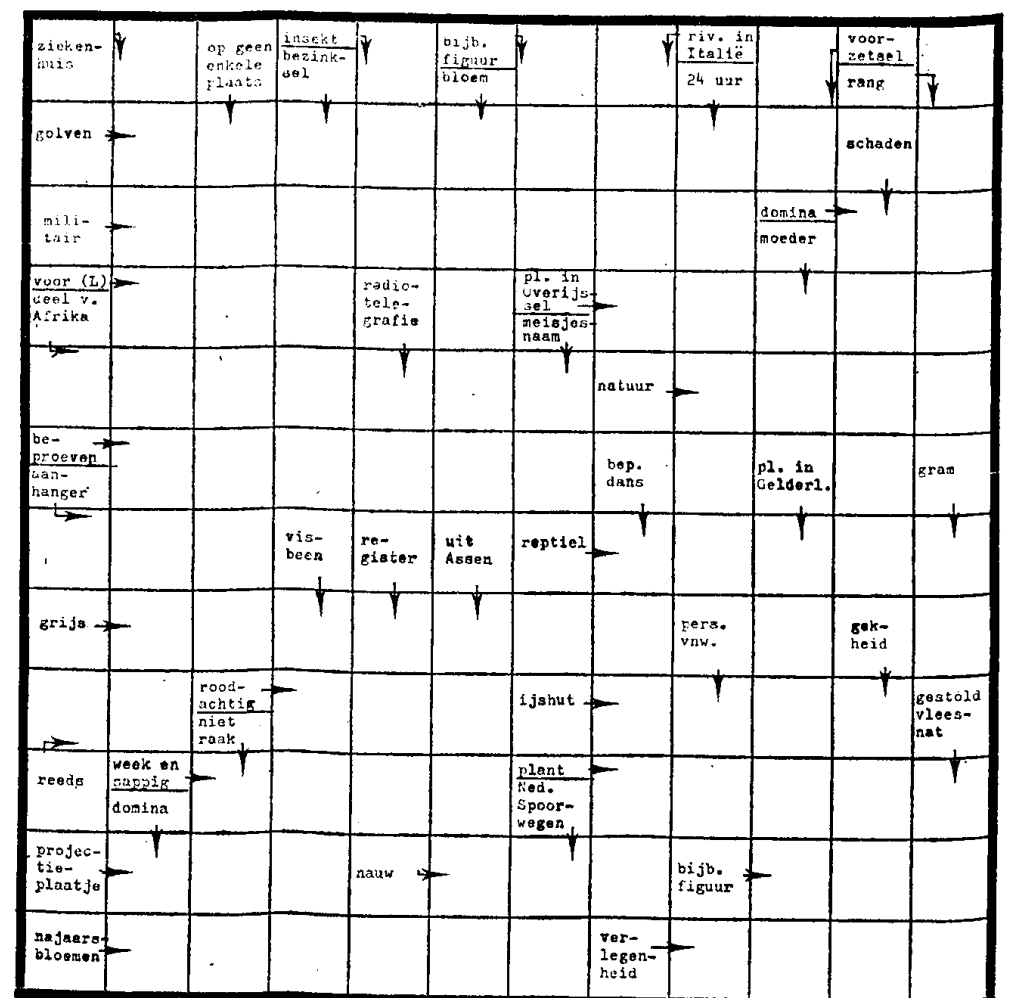 zieken-
huis
op geen
enkele
plaats
insekt
bezink-
sel
bijb.
figuur
bloem
riv. in
Italië
24 uur
voor-
zetsel
rang
golven
schaden
mili-
tair
domina
moeder
voor (L)
deel v.
Afrika
radio-
tele-
grafie
pl. in
Overijs-
sel
meisjes-
naam
natuur
be-
proeven
aan-
hanger
bep.
dans
pl. in
Gelderl.
gram
vis-
been
re-
gister
uit
Assen
reptiel
grijs
pers.
vnw.
gek-
heid
rood-
achtig
niet
raak
ijshut
gestold
vlees-
nat
reeds
week en
sappig
domina
plant
Ned.
Spoor-
wegen
projec-
tie-
plaatje
nauw
bijb.
figuur
najaars-
bloemen
ver-
legen-
heid